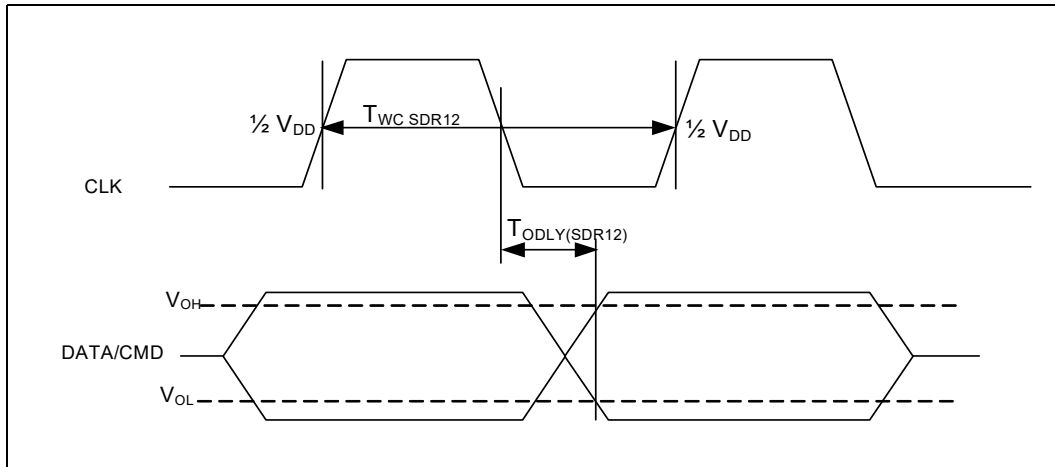 ½ VDD
TWC SDR12
½ VDD
CLK
TODLY(SDR12)
VOH
DATA/CMD
VOL